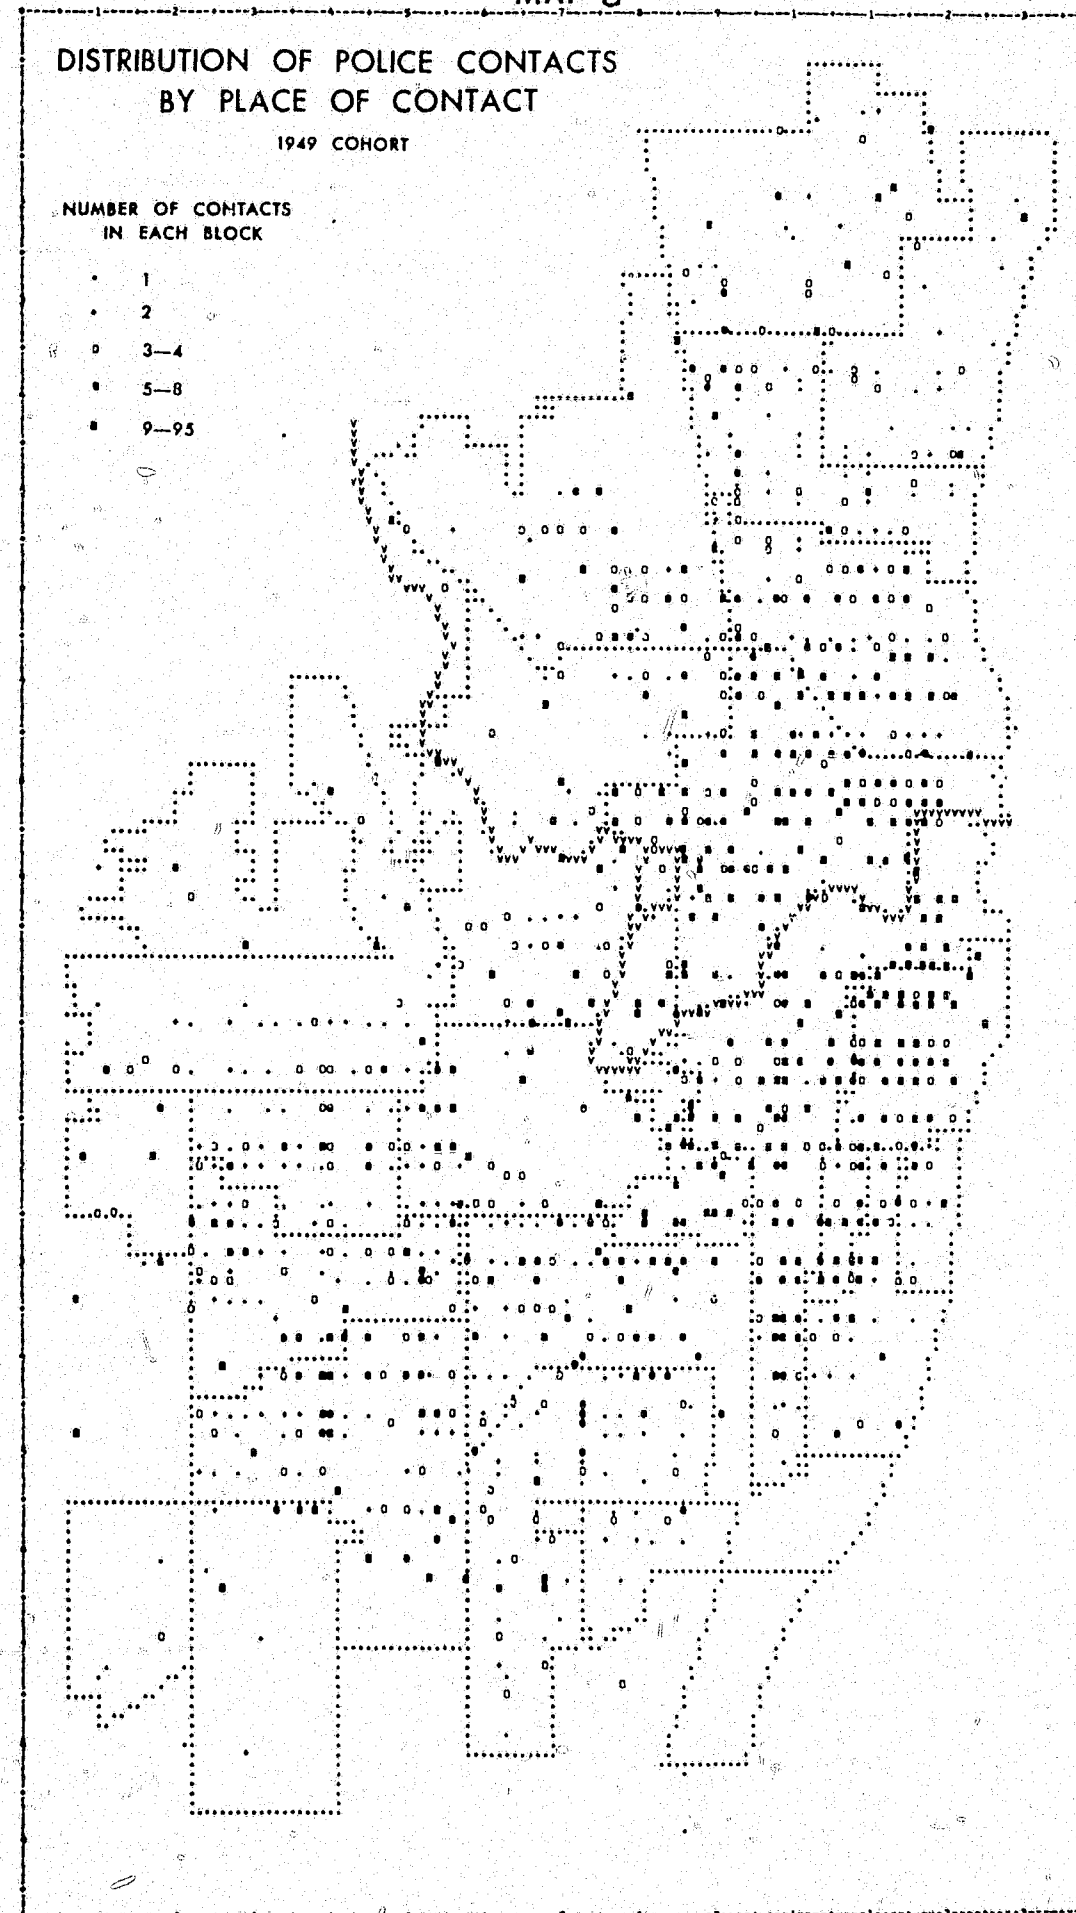 DISTRIBUTION OF POLICE CONTACTS
BY PLACE OF CONTACT
1949 COHORT
NUMBER OF CONTACTS
IN EACH BLOCK
1
2
3—4
5—8
9—95